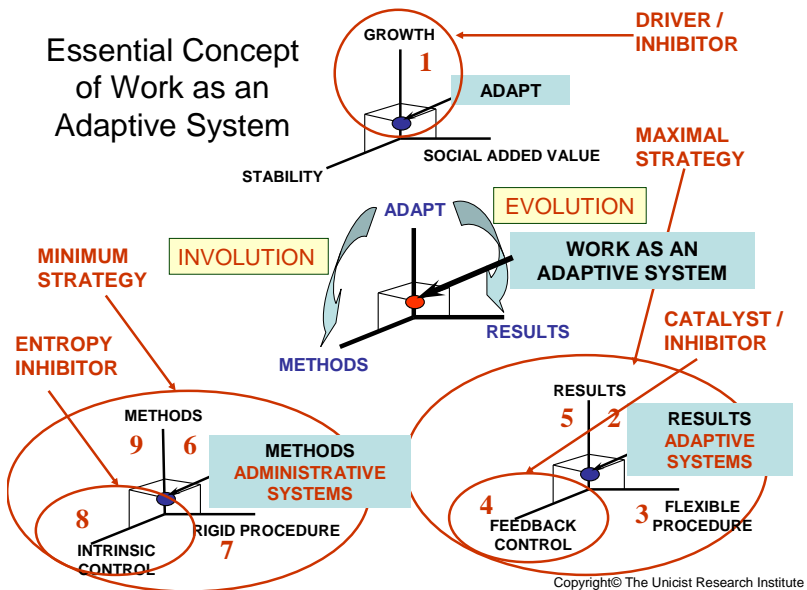 Essential Concept
of Work as an
Adaptive System
GROWTH
1
DRIVER /
INHIBITOR
ADAPT
SOCIAL ADDED VALUE
STABILITY
MAXIMAL
STRATEGY
ADAPT
EVOLUTION
INVOLUTION
WORK AS AN
ADAPTIVE SYSTEM
RESULTS
METHODS
MINIMUM
STRATEGY
ENTROPY
INHIBITOR
CATALYST /
INHIBITOR
METHODS
9
6
METHODS
ADMINISTRATIVE
SYSTEMS
8
RIGID PROCEDURE
7
INTRINSIC
CONTROL
RESULTS
5
2
RESULTS
ADAPTIVE
SYSTEMS
4
3
FLEXIBLE
PROCEDURE
FEEDBACK
CONTROL
Copyright© The Unicist Research Institute